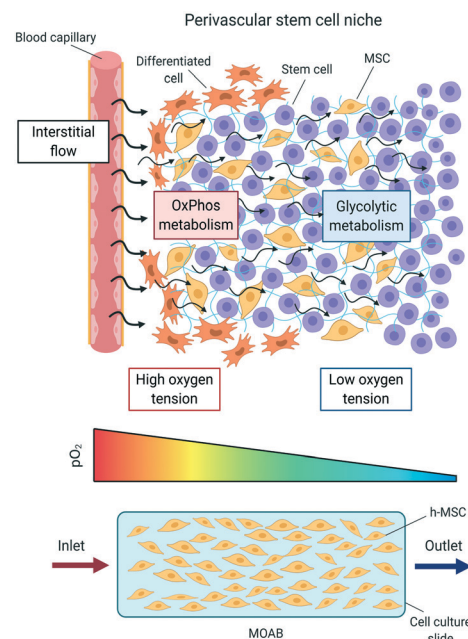 Perivascular stem cell niche
Blood capillary
Differentiated
cell
Stem cell
MSC
Interstitial
flow
OxPhos
metabolism
Glycolytic
metabolism
High oxygen
tension
Low oxygen
tension
pO2
h-MSC
Inlet
Outlet
Cell culture
slide
MOAB